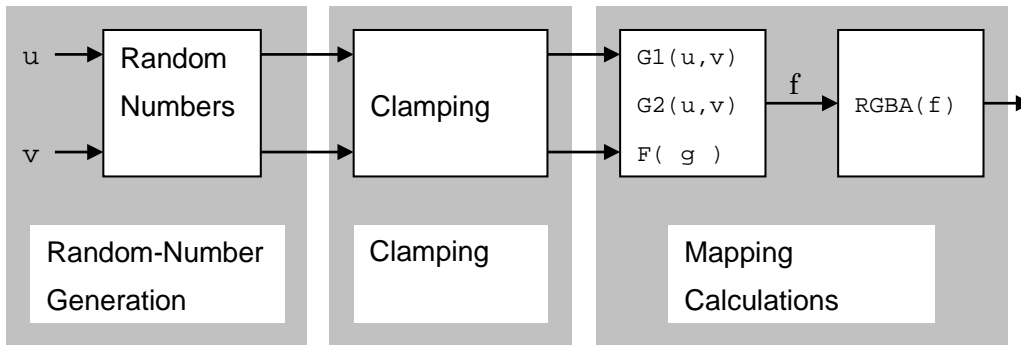 u
v
Random
Numbers
Clamping
G1(u,v)
G2(u,v)
F( g )
f
RGBA(f)
Random-Number
Generation
Clamping
Mapping
Calculations